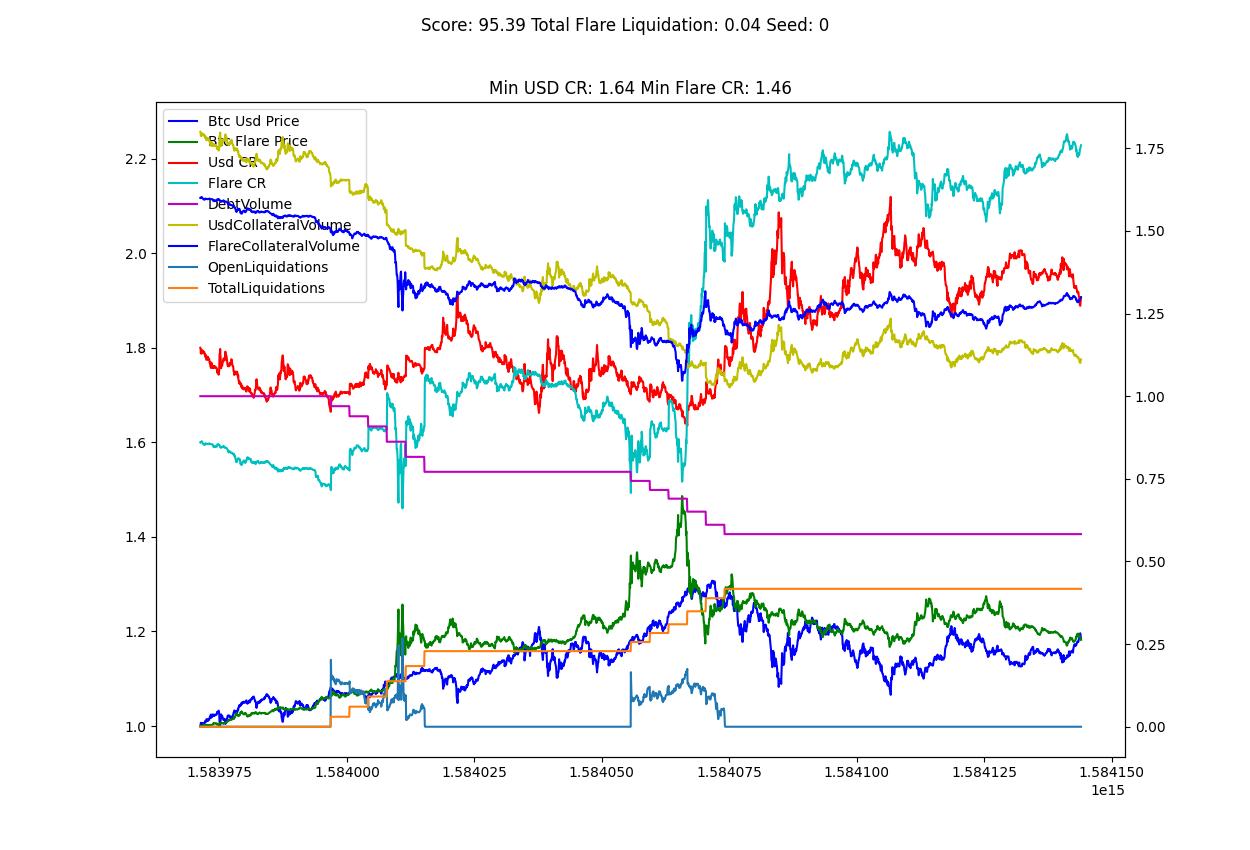 Score: 95.39 Total Flare Liquidation: 0.04 Seed: 0
Min USD CR: 1.64 Min Flare CR: 1.46
Btc Usd Price
Btc Flare Price
Usd CR
Flare CR
DebtVolume
UsdCollateralVolume
FlareCollateralVolume
OpenLiquidations
TotalLiquidations
2.2
2.0
1.8
1.6
1.4
1.2
1.0
1.75
1.50
1.25
1.00
0.75
0.50
0.25
0.00
1.583975 1.584000 1.584025 1.584050 1.584075 1.584100 1.584125 1.584150
1e15